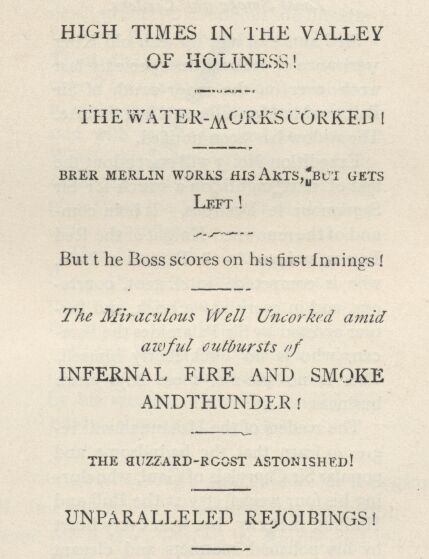 HIGH TIMES IN THE VALLEY
OF HOLINESS!
THE WATER-WORKS CORKED!
BRER MERLIN WORKS HIS ARTS, BUT GETS
LEFT!
But t he Boss scores on his first Innings!
The Miraculous Well Uncorked amid
awful outbursts of
INFERNAL FIRE AND SMOKE
ANDTHUNDER!
THE BUZZARD-ROOST ASTONISHED!
UNPARALLELED REJOIBINGS!